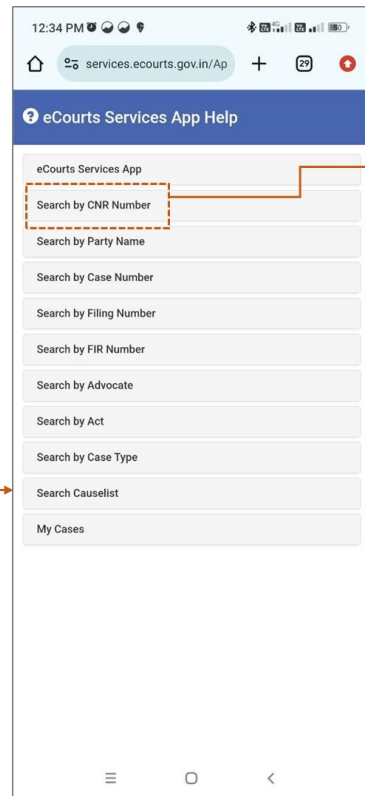 12:34 PM
services.ecourts.gov.in/Ap
29
eCourts Services App Help
eCourts Services App
Search by CNR Number
Search by Party Name
Search by Case Number
Search by Filing Number
Search by FIR Number
Search by Advocate
Search by Act
Search by Case Type
Search Causelist
My Cases